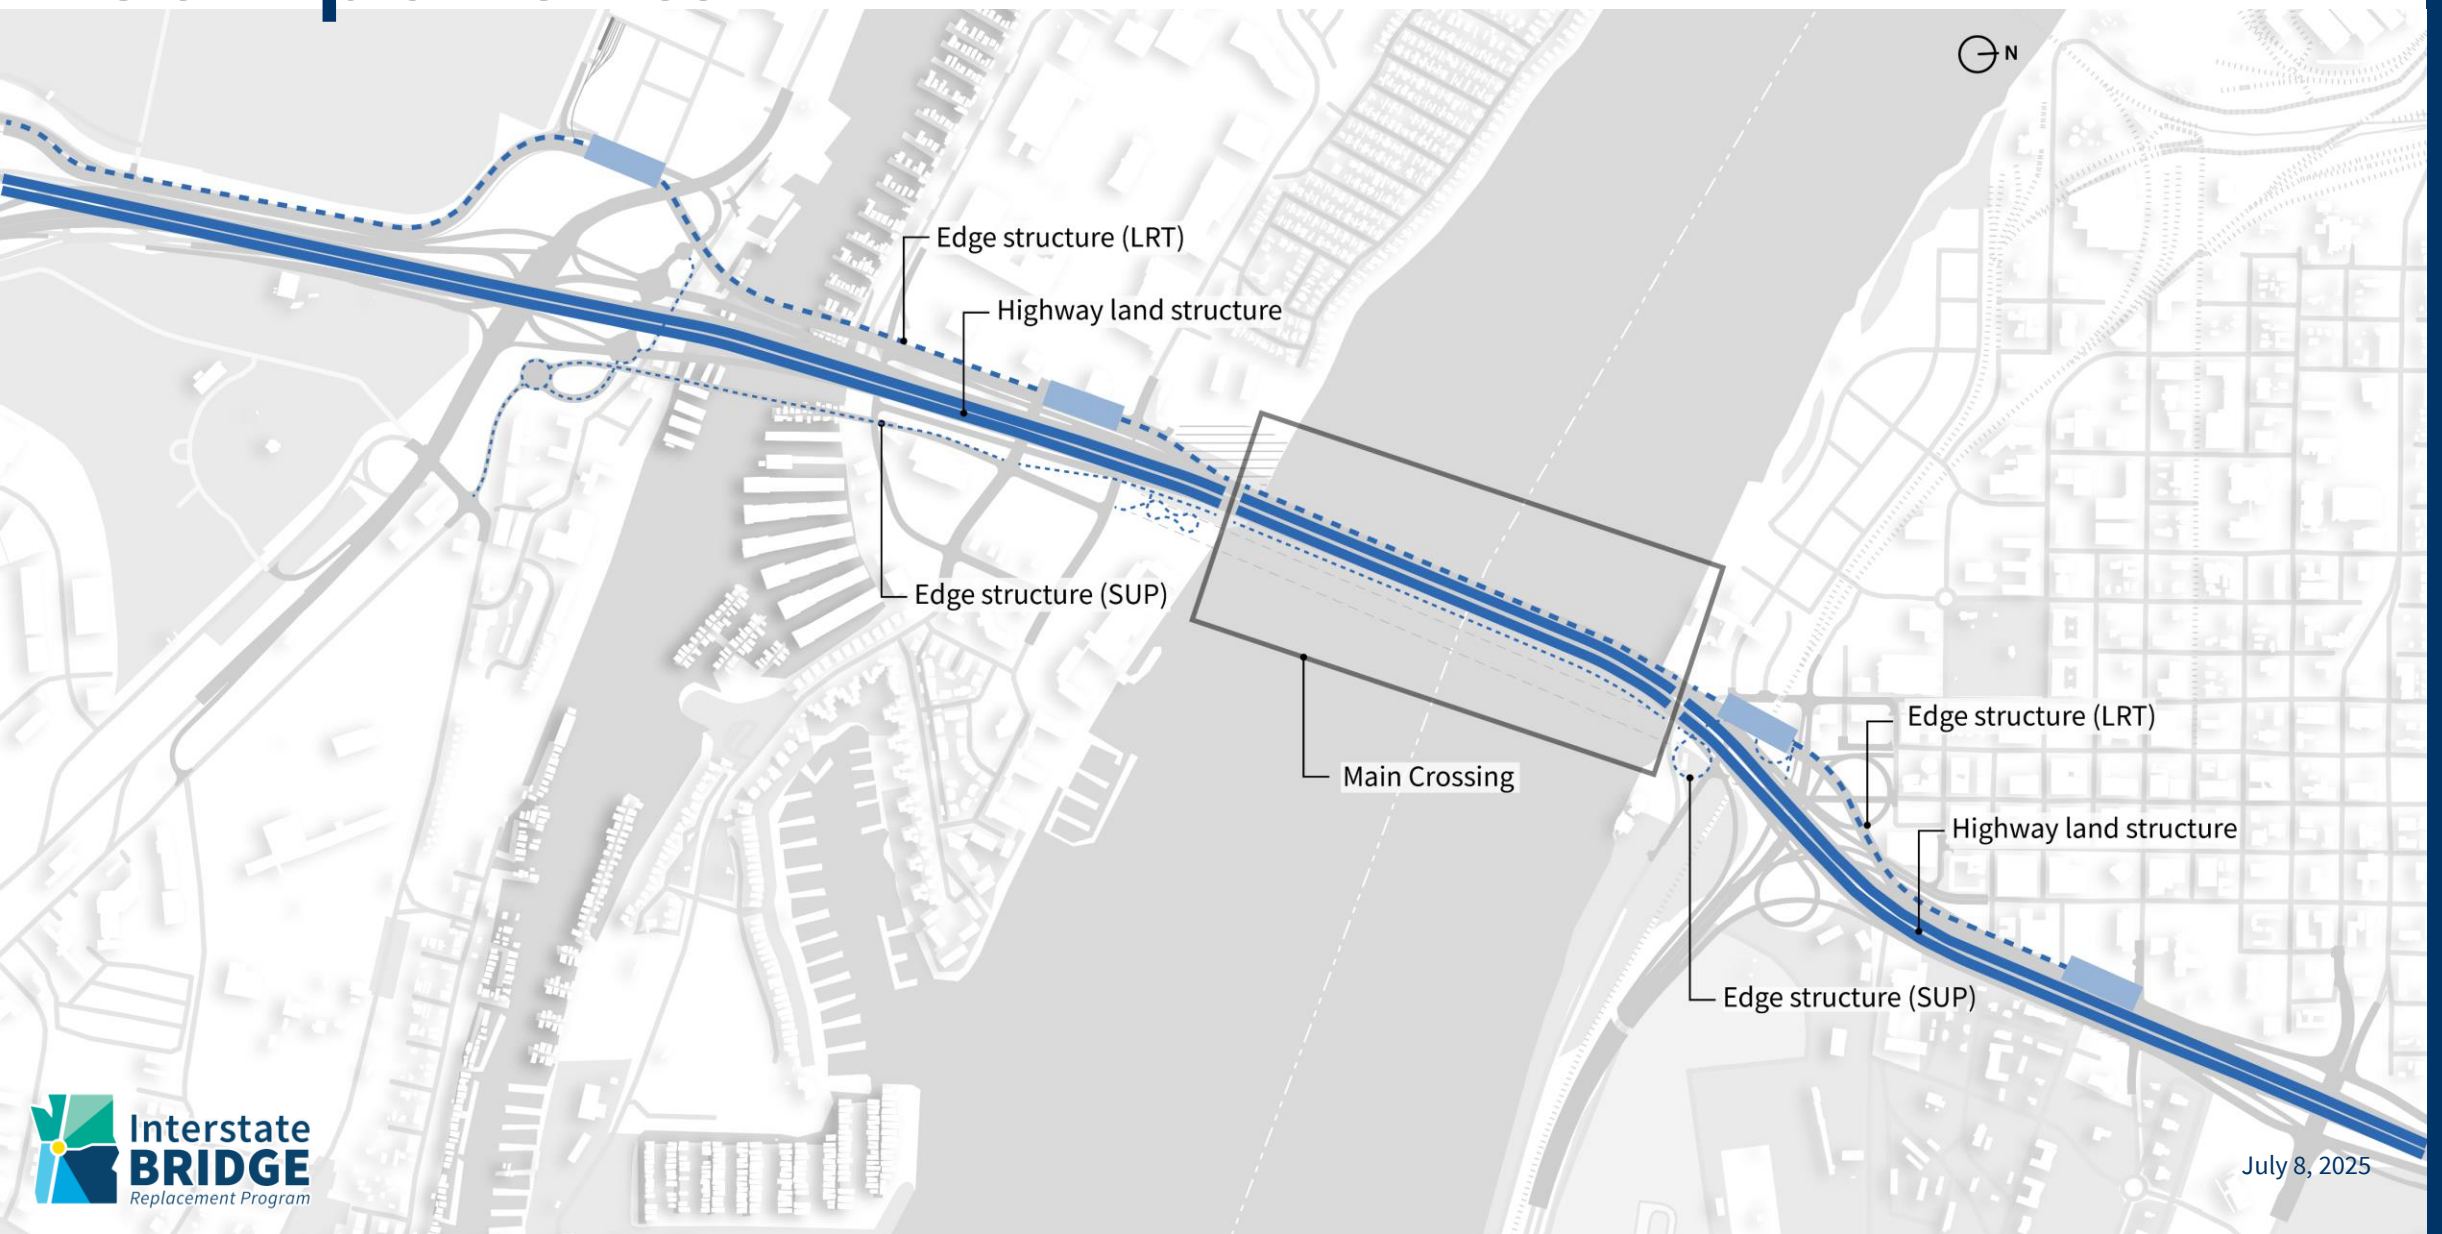 N
Edge structure (LRT)
Highway land structure
Edge structure (SUP)
Main Crossing
Edge structure (LRT)
Highway land structure
Edge structure (SUP)
Interstate
BRIDGE
Replacement Program
July 8, 2025